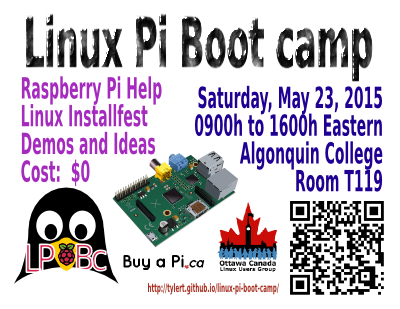 Linux Pi Boot camp
Raspberry Pi Help
Linux Installfest
Demos and Ideas
Cost: $0
Saturday, May 23, 2015
0900h to 1600h Eastern
Algonquin College
Room T119
LPBC
Buy a Pi.ca
Ottawa Canada
Linux Users Group
http://tylert.github.io/linux-pi-boot-camp/